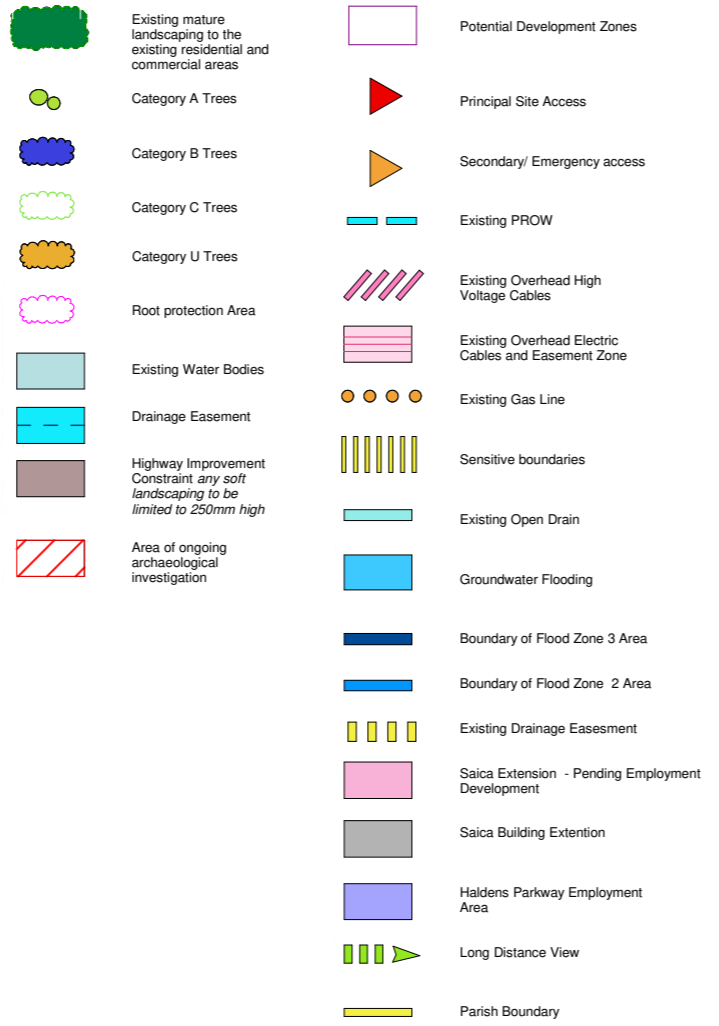 Existing mature
landscaping to the
existing residential and
commercial areas
Category A Trees
Category B Trees
Category C Trees
Category U Trees
Root protection Area
Existing Water Bodies
Drainage Easement
Highway Improvement
Constraint any soft
landscaping to be
limited to 250mm high
Area of ongoing
archaeological
investigation
Potential Development Zones
Principal Site Access
Secondary/ Emergency access
Existing PROW
Existing Overhead High
Voltage Cables
Existing Overhead Electric
Cables and Easement Zone
Existing Gas Line
Sensitive boundaries
Existing Open Drain
Groundwater Flooding
Boundary of Flood Zone 3 Area
Boundary of Flood Zone 2 Area
Existing Drainage Easesment
Saica Extension - Pending Employment
Development
Saica Building Extention
Haldens Parkway Employment
Area
Long Distance View
Parish Boundary